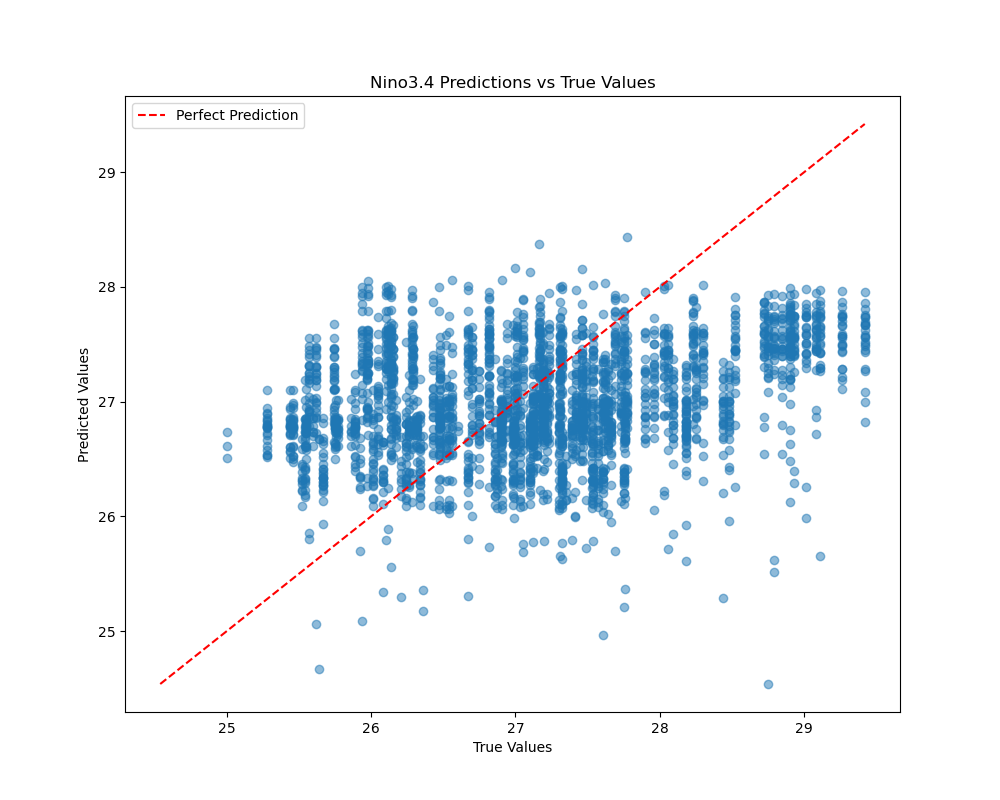 Nino3.4 Predictions vs True Values
Perfect Prediction
29
28
27
26
25
Predicted Values
25 26 27 28 29
True Values